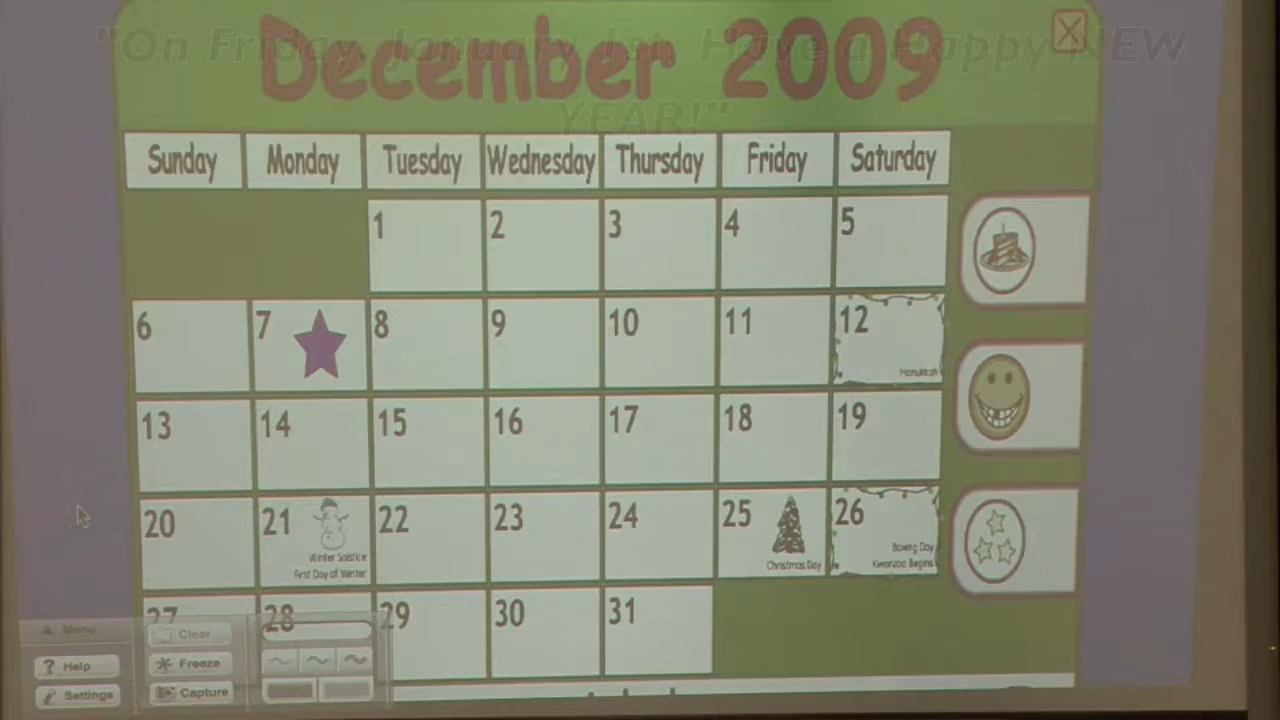 "On Friday, January 1st, Have a Happy NEW
YEAR!"
December 2009
Sunday Monday Tuesday Wednesday Thursday Friday Saturday
1 2 3 4 5
6 7 8 9 10 11 12
Hanukkah
13 14 15 16 17 18 19
20 21 22 23 24 25 26
Winter Solstice
First Day of Winter
Christmas Day
Boxing Day
Kwanzaa Begins
27 28 29 30 31
Menu
Help
Settings
Clear
Freeze
Capture